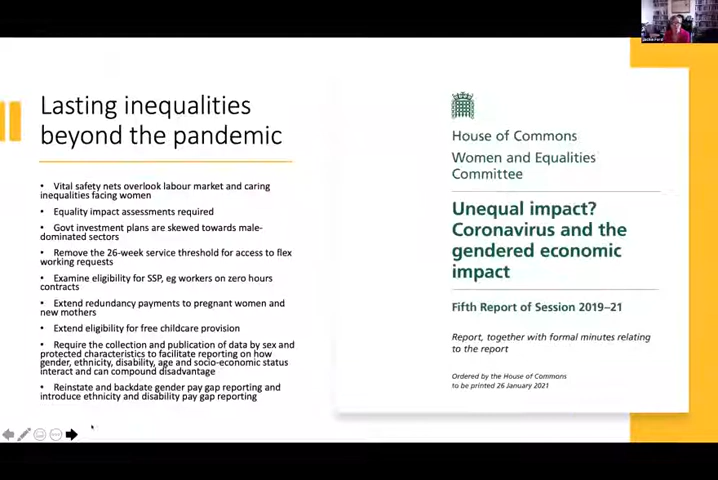 Lasting inequalities
beyond the pandemic
• Vital safety nets overlook labour market and caring
inequalities facing women
• Equality impact assessments required
• Govt investment plans are skewed towards male-
dominated sectors
• Remove the 26-week service threshold for access to flex
working requests
• Examine eligibility for SSP, eg workers on zero hours
contracts
• Extend redundancy payments to pregnant women and
new mothers
• Extend eligibility for free childcare provision
• Require the collection and publication of data by sex and
protected characteristics to facilitate reporting on how
gender, ethnicity, disability, age and socio-economic status
interact and can compound disadvantage
• Reinstate and backdate gender pay gap reporting and
introduce ethnicity and disability pay gap reporting
House of Commons
Women and Equalities
Committee
Unequal impact?
Coronavirus and the
gendered economic
impact
Fifth Report of Session 2019–21
Report, together with formal minutes relating
to the report
Ordered by the House of Commons
to be printed 26 January 2021